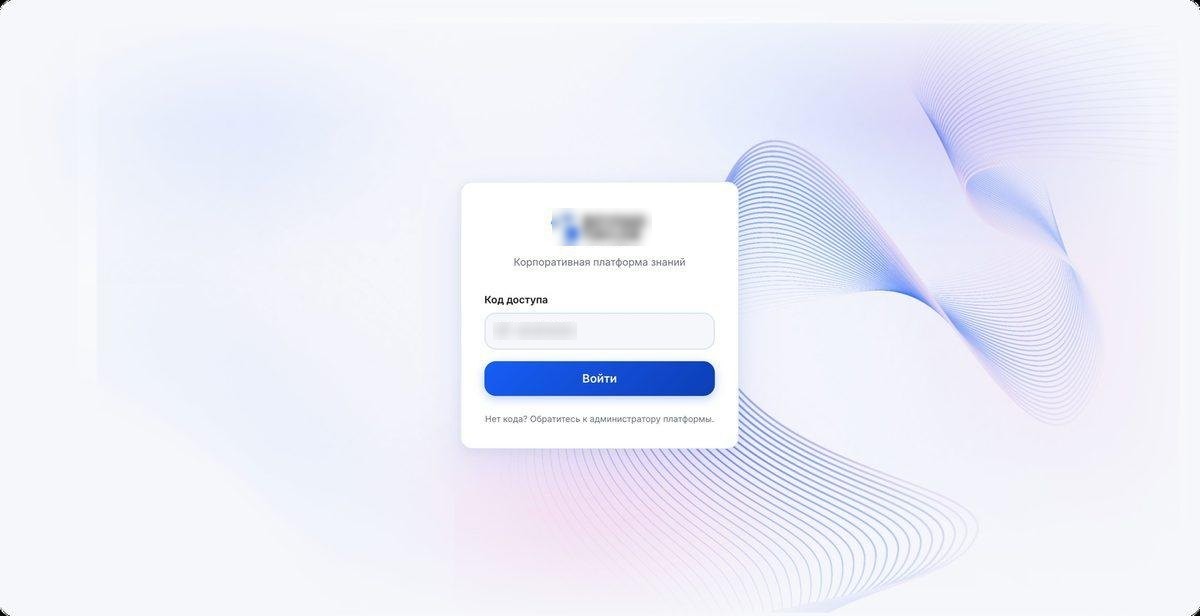 Корпоративная платформа знаний
Код доступа
Войти
Нет кода? Обратитесь к администратору платформы.